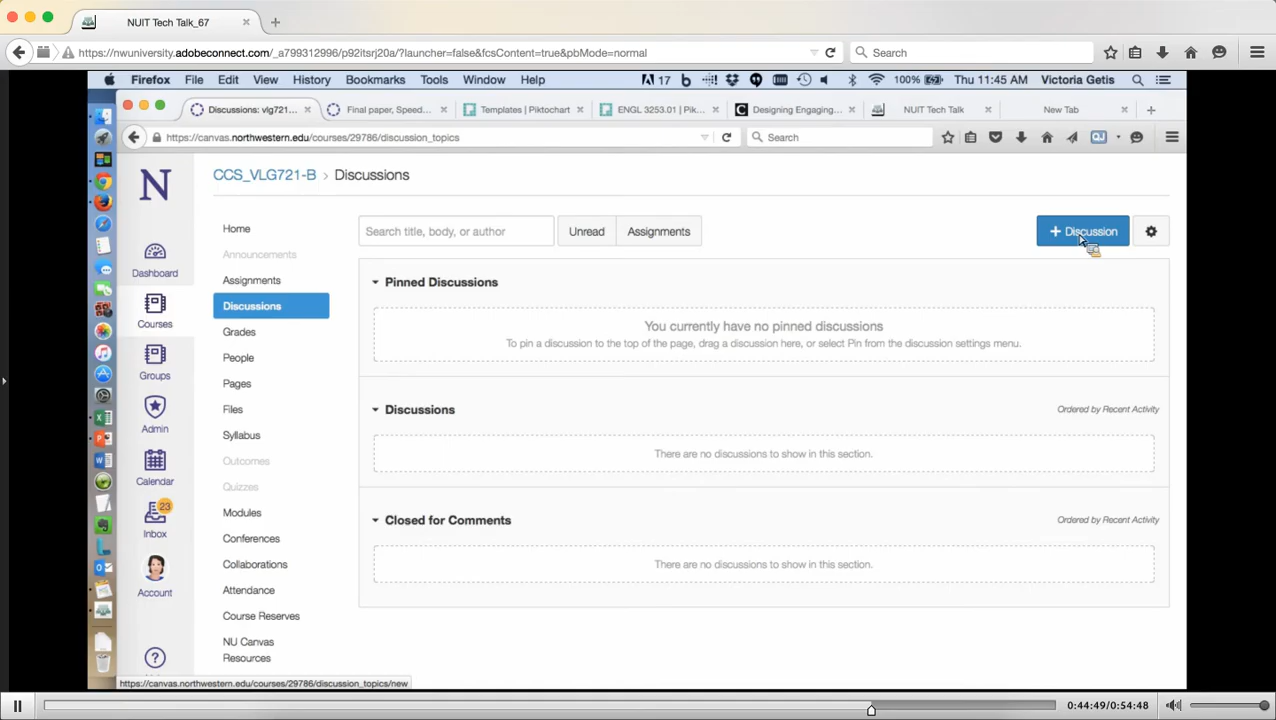 NUIT Tech Talk_67
https://nwuniversity.adobeconnect.com/_a799312996/p92itsrj20a/?launcher=false&fcsContent=true&pbMode=normal
Search
Firefox File Edit View History Bookmarks Tools Window Help 17 100% Thu 11:45 AM Victoria Getis
Discussions: vlg721... Final paper, Speed... Templates | Piktochart ENGL 3253.01 | Pik... Designing Engaging... NUIT Tech Talk New Tab
https://canvas.northwestern.edu/courses/29786/discussion_topics
Search
N
CCS_VLG721-B > Discussions
Dashboard
Courses
Groups
Admin
Calendar
23
Inbox
Account
Home
Announcements
Assignments
Discussions
Grades
People
Pages
Files
Syllabus
Outcomes
Quizzes
Modules
Conferences
Collaborations
Attendance
Course Reserves
NU Canvas
Resources
Search title, body, or author
Unread
Assignments
+ Discussion
Pinned Discussions
You currently have no pinned discussions
To pin a discussion to the top of the page, drag a discussion here, or select Pin from the discussion settings menu.
Discussions
Ordered by Recent Activity
There are no discussions to show in this section.
Closed for Comments
Ordered by Recent Activity
There are no discussions to show in this section.
https://canvas.northwestern.edu/courses/29786/discussion_topics/new
0:44:49/0:54:48